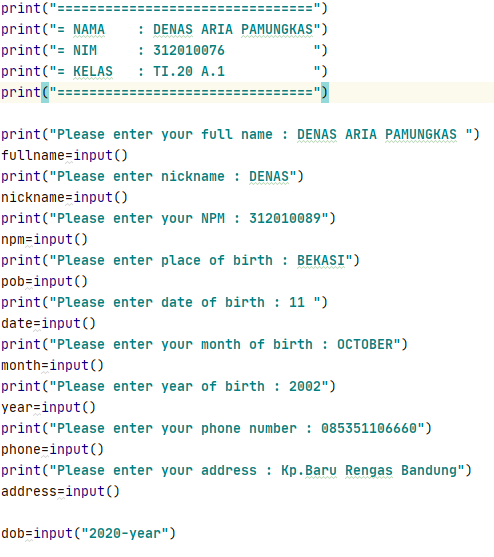 print("================================")
print("= NAMA    : DENAS ARIA PAMUNGKAS")
print("= NIM     : 312010076           ")
print("= KELAS   : TI.20 A.1           ")
print("================================")

print("Please enter your full name : DENAS ARIA PAMUNGKAS ")
fullname=input()
print("Please enter nickname : DENAS")
nickname=input()
print("Please enter your NPM : 312010089")
npm=input()
print("Please enter place of birth : BEKASI")
pob=input()
print("Please enter date of birth : 11 ")
date=input()
print("Please enter your month of birth : OCTOBER")
month=input()
print("Please enter year of birth : 2002")
year=input()
print("Please enter your phone number : 085351106660")
phone=input()
print("Please enter your address : Kp.Baru Rengas Bandung")
address=input()

dob=input("2020-year")